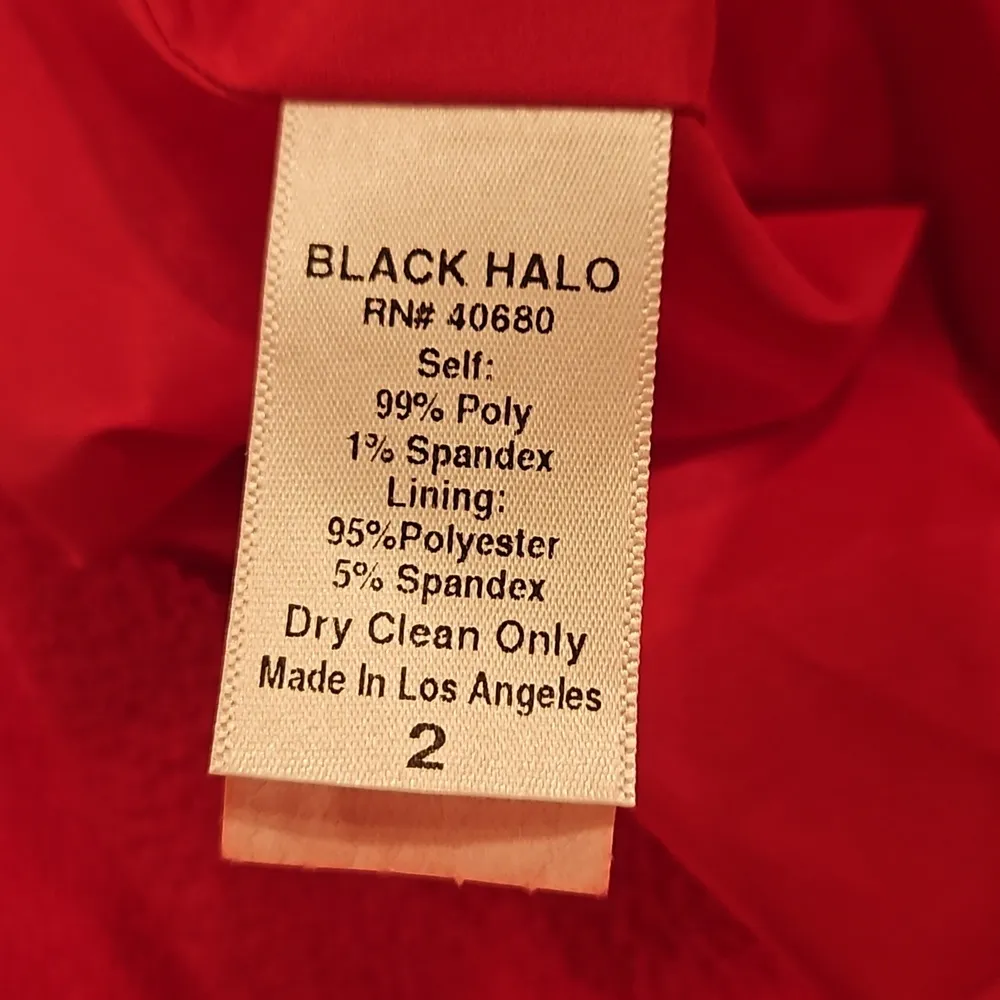 BLACK HALO
RN# 40680
Self:
99% Poly
1% Spandex
Lining:
95%Polyester
5% Spandex
Dry Clean Only
Made In Los Angeles
2